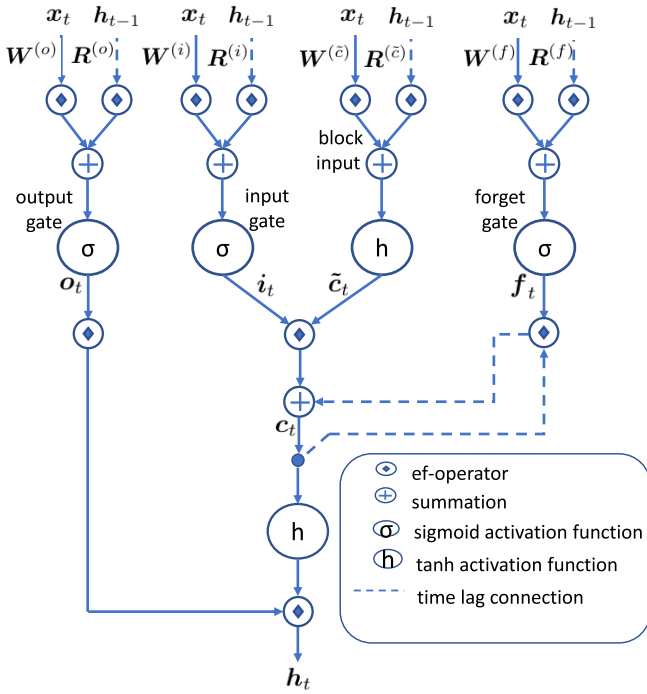 x_t h_{t-1} x_t h_{t-1} x_t h_{t-1} x_t h_{t-1}
W^{(o)} R^{(o)} W^{(i)} R^{(i)} W^{(c̃)} R^{(c̃)} W^{(f)} R^{(f)}
block
input
output
gate
input
gate
forget
gate
σ σ h σ
o_t i_t c̃_t f_t
c_t
h
h_t
ef-operator
summation
σ sigmoid activation function
h tanh activation function
time lag connection